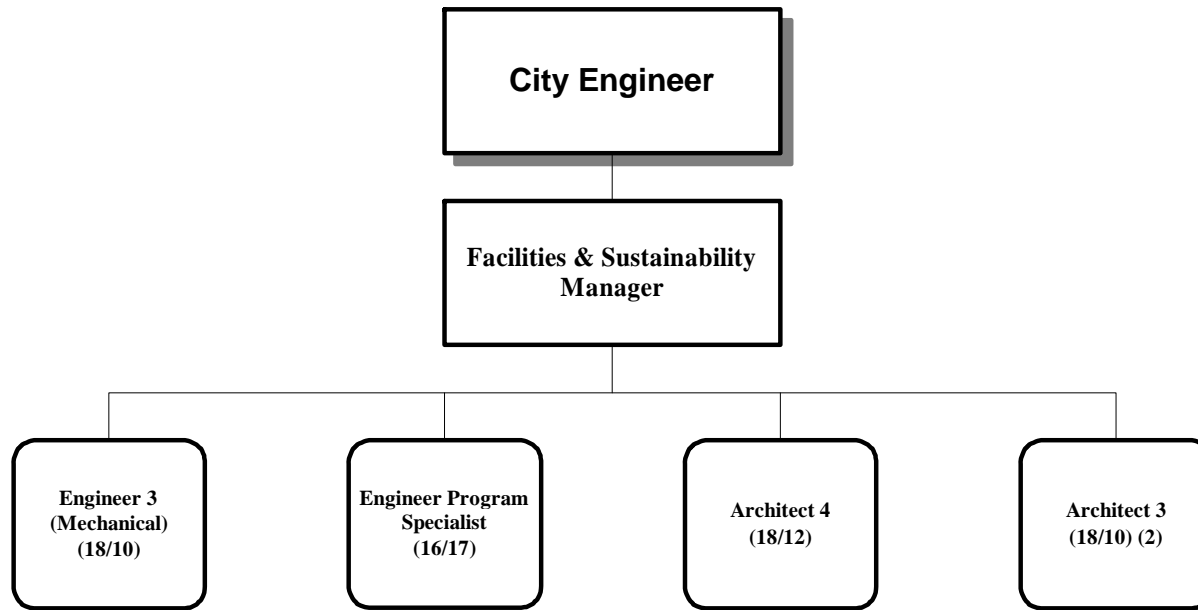 City Engineer
Facilities & Sustainability
Manager
Engineer 3
(Mechanical)
(18/10)
Engineer Program
Specialist
(16/17)
Architect 4
(18/12)
Architect 3
(18/10) (2)